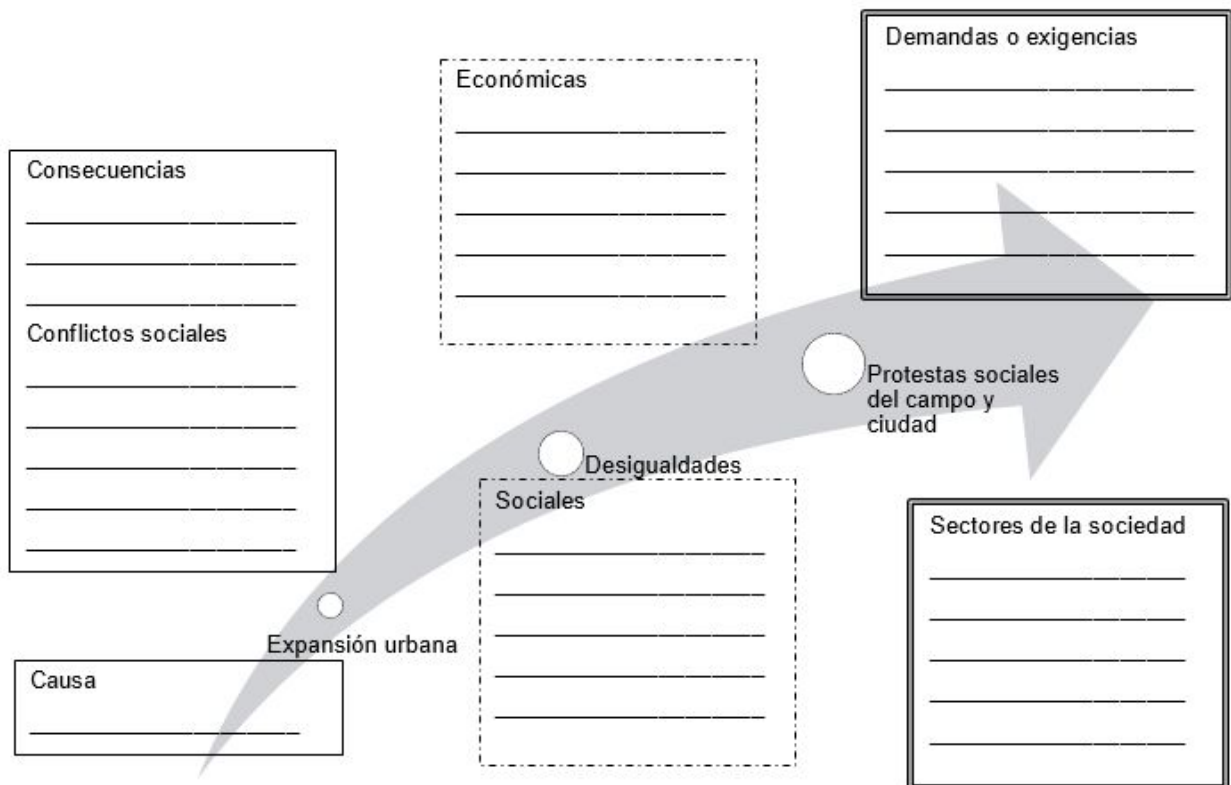 Demandas o exigencias
Económicas
Consecuencias
Conflictos sociales
Protestas sociales
del campo y
ciudad
Desigualdades
Sociales
Sectores de la sociedad
Expansión urbana
Causa